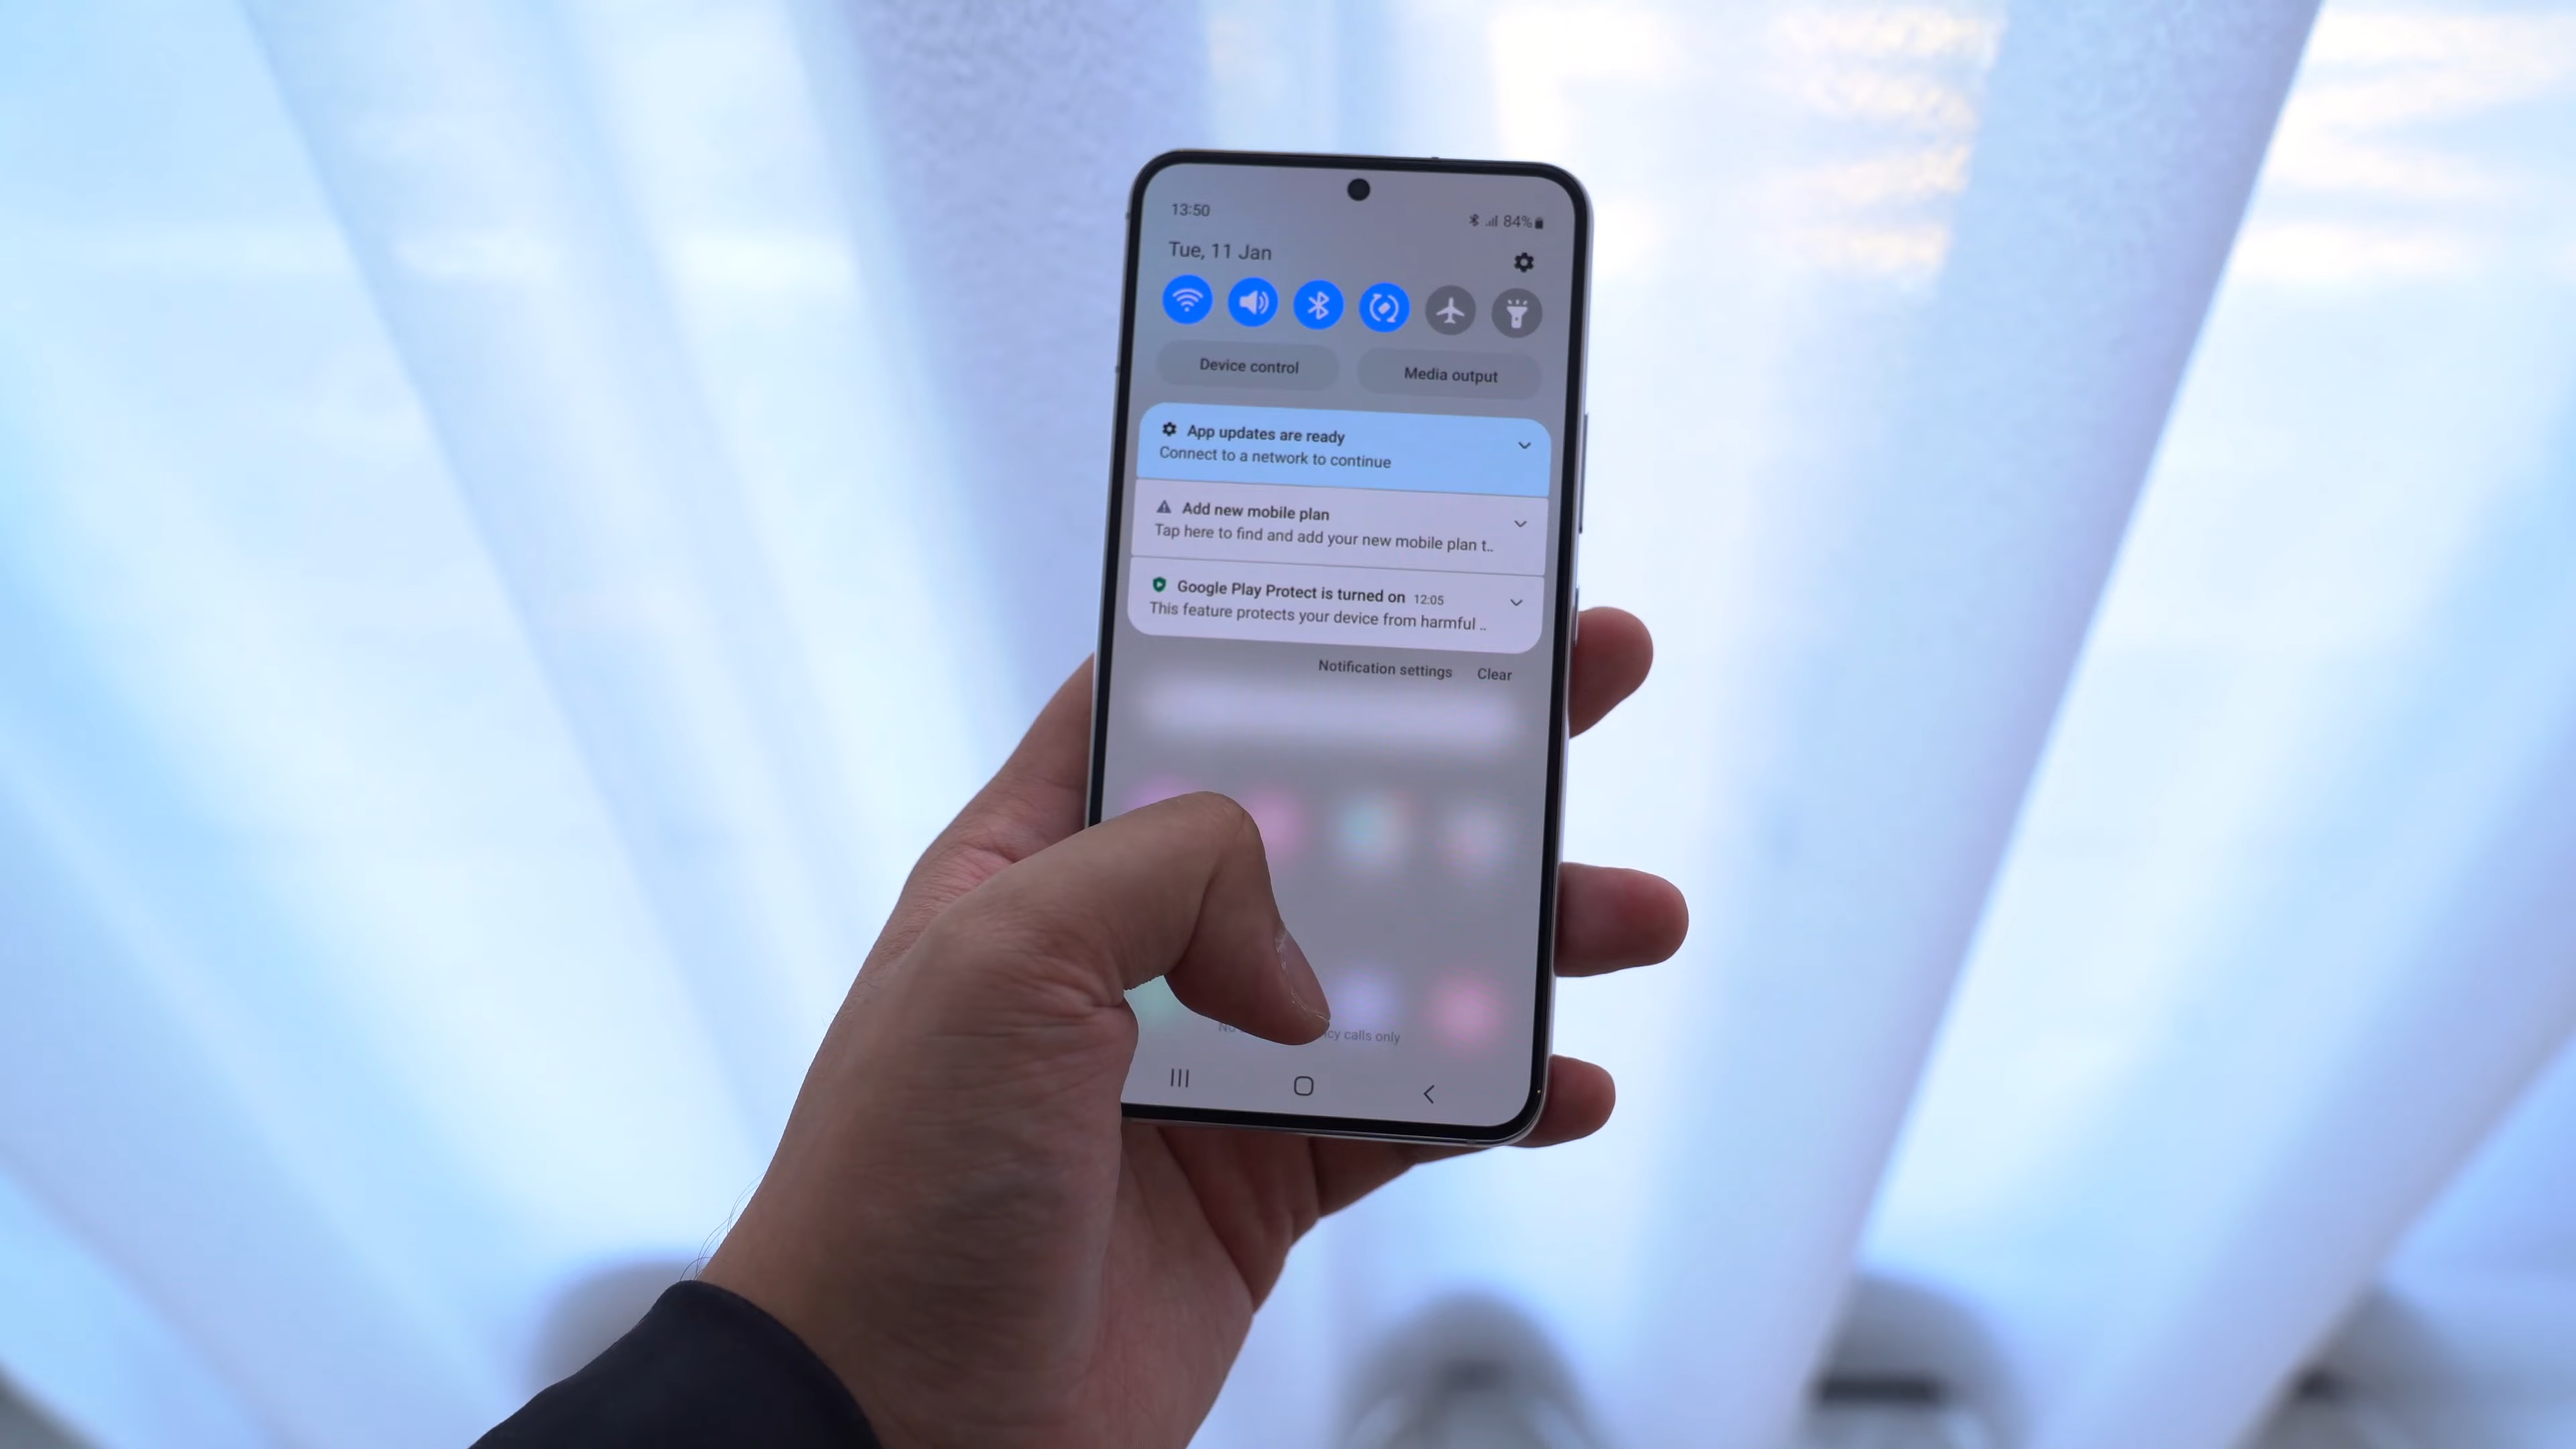 13:50
84%
Tue, 11 Jan
Device control
Media output
App updates are ready
Connect to a network to continue
Add new mobile plan
Tap here to find and add your new mobile plan t..
Google Play Protect is turned on 12:05
This feature protects your device from harmful ..
Notification settings Clear
calls only